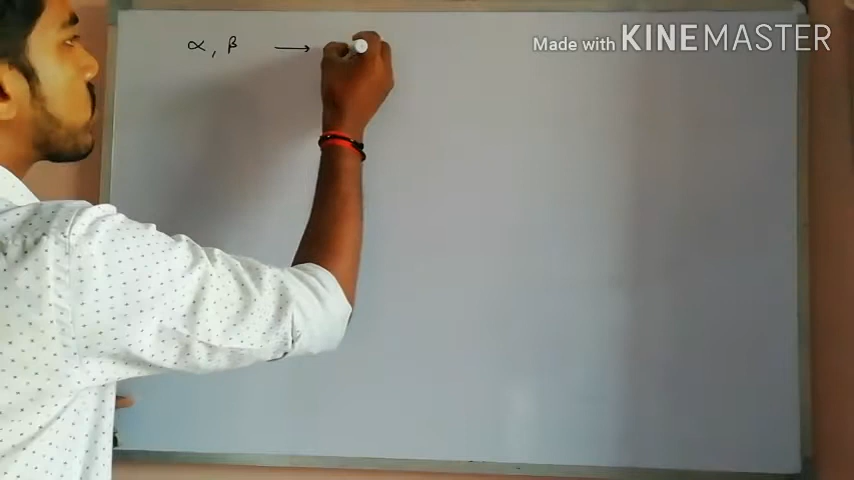 α, β →
Made with KINEMASTER